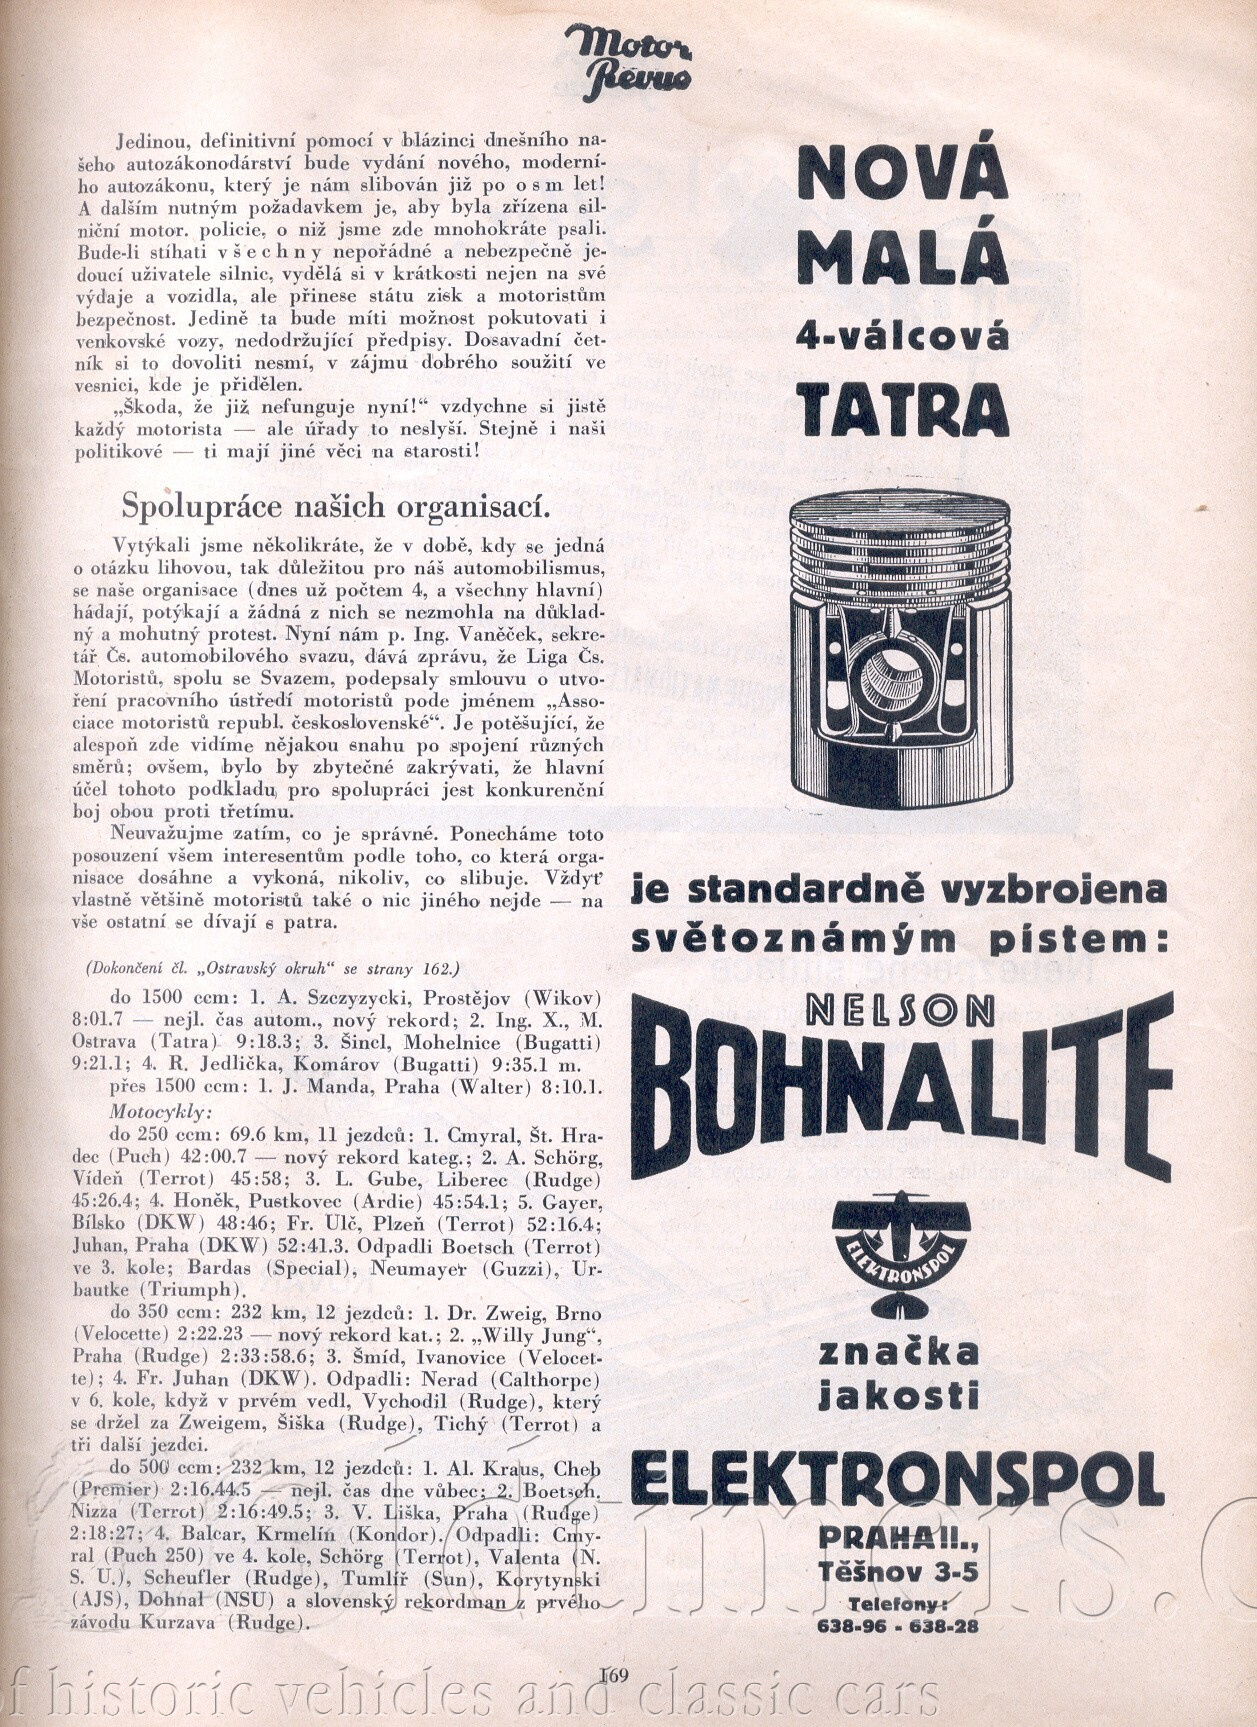 Motor
Revue
Jedinou, definitivní pomocí v blázinci dnešního na-
šeho autozákonodárství bude vydání nového, moderní-
ho autozákonu, který je nám slibován již po osm let!
A dalším nutným požadavkem je, aby byla zřízena sil-
niční motor. policie, o niž jsme zde mnohokráte psali.
Bude-li stíhati všechny nepořádné a nebezpečně je-
doucí uživatele silnic, vydělá si v krátkosti nejen na své
výdaje a vozidla, ale přinese státu zisk a motoristům
bezpečnost. Jedině ta bude míti možnost pokutovati i
venkovské vozy, nedodržující předpisy. Dosavadní čet-
ník si to dovoliti nesmí, v zájmu dobrého soužití ve
vesnici, kde je přidělen.
„Škoda, že již nefunguje nyní!“ vzdychne si jistě
každý motorista — ale úřady to neslyší. Stejně i naši
politikové — ti mají jiné věci na starosti!
Spolupráce našich organisací.
Vytýkali jsme několikráte, že v době, kdy se jedná
o otázku lihovou, tak důležitou pro náš automobilismus,
se naše organisace (dnes už počtem 4, a všechny hlavní)
hádají, potýkají a žádná z nich se nezmohla na důklad-
ný a mohutný protest. Nyní nám p. Ing. Vaněček, sekre-
tář Čs. automobilového svazu, dává zprávu, že Liga Čs.
Motoristů, spolu se Svazem, podepsaly smlouvu o utvo-
ření pracovního ústředí motoristů pode jménem „Asso-
ciace motoristů republ. československé“. Je potěšující, že
alespoň zde vidíme nějakou snahu po spojení různých
směrů; ovšem, bylo by zbytečné zakrývati, že hlavní
účel tohoto podkladu pro spolupráci jest konkurenční
boj obou proti třetímu.
Neuvažujme zatím, co je správné. Ponecháme toto
posouzení všem interesentům podle toho, co která orga-
nisace dosáhne a vykoná, nikoliv, co slibuje. Vždyť
vlastně většině motoristů také o nic jiného nejde — na
vše ostatní se dívají s patra.
(Dokončení čl. „Ostravský okruh“ se strany 162.)
do 1500 ccm: 1. A. Szczyzycki, Prostějov (Wikov)
8:01.7 — nejl. čas autom., nový rekord; 2. Ing. X., M.
Ostrava (Tatra) 9:18.3; 3. Šincl, Mohelnice (Bugatti)
9:21.1; 4. R. Jedlička, Komárov (Bugatti) 9:35.1 m.
přes 1500 ccm: 1. J. Manda, Praha (Walter) 8:10.1.
Motocykly:
do 250 ccm: 69.6 km, 11 jezdců: 1. Cmyral, Št. Hra-
dec (Puch) 42:00.7 — nový rekord kateg.; 2. A. Schörg,
Vídeň (Terrot) 45:58; 3. L. Gube, Liberec (Rudge)
45:26.4; 4. Honěk, Pustkovec (Ardie) 45:54.1; 5. Gayer,
Bílsko (DKW) 48:46; Fr. Ulč, Plzeň (Terrot) 52:16.4;
Juhan, Praha (DKW) 52:41.3. Odpadli Boetsch (Terrot)
ve 3. kole; Bardas (Special), Neumayer (Guzzi), Ur-
bautke (Triumph).
do 350 ccm: 232 km, 12 jezdců: 1. Dr. Zweig, Brno
(Velocette) 2:22.23 — nový rekord kat.; 2. „Willy Jung“,
Praha (Rudge) 2:33:58.6; 3. Šmíd, Ivanovice (Velocet-
te); 4. Fr. Juhan (DKW). Odpadli: Nerad (Calthorpe)
v 6. kole, když v prvém vedl, Vychodil (Rudge), který
se držel za Zweigem, Šiška (Rudge), Tichý (Terrot) a
tři další jezdci.
do 500 ccm: 232 km, 12 jezdců: 1. Al. Kraus, Cheb
(Premier) 2:16.44.5 — nejl. čas dne vůbec; 2. Boetsch.
Nizza (Terrot) 2:16:49.5; 3. V. Liška, Praha (Rudge)
2:18:27; 4. Balcar, Krmelín (Kondor). Odpadli: Cmy-
ral (Puch 250) ve 4. kole, Schörg (Terrot), Valenta (N.
S. U.), Scheufler (Rudge), Tumlíř (Sun), Korytynski
(AJS), Dohnal (NSU) a slovenský rekordman z prvého
závodu Kurzava (Rudge).
NOVÁ
MALÁ
4-válcová
TATRA
je standardně vyzbrojena
světoznámým pístem:
NELSON
BOHNALITE
ELEKTRONSPOL
značka
jakosti
ELEKTRONSPOL
PRAHA II.,
Těšnov 3-5
Telefony:
638-96 - 638-28
169
of historic vehicles and classic cars